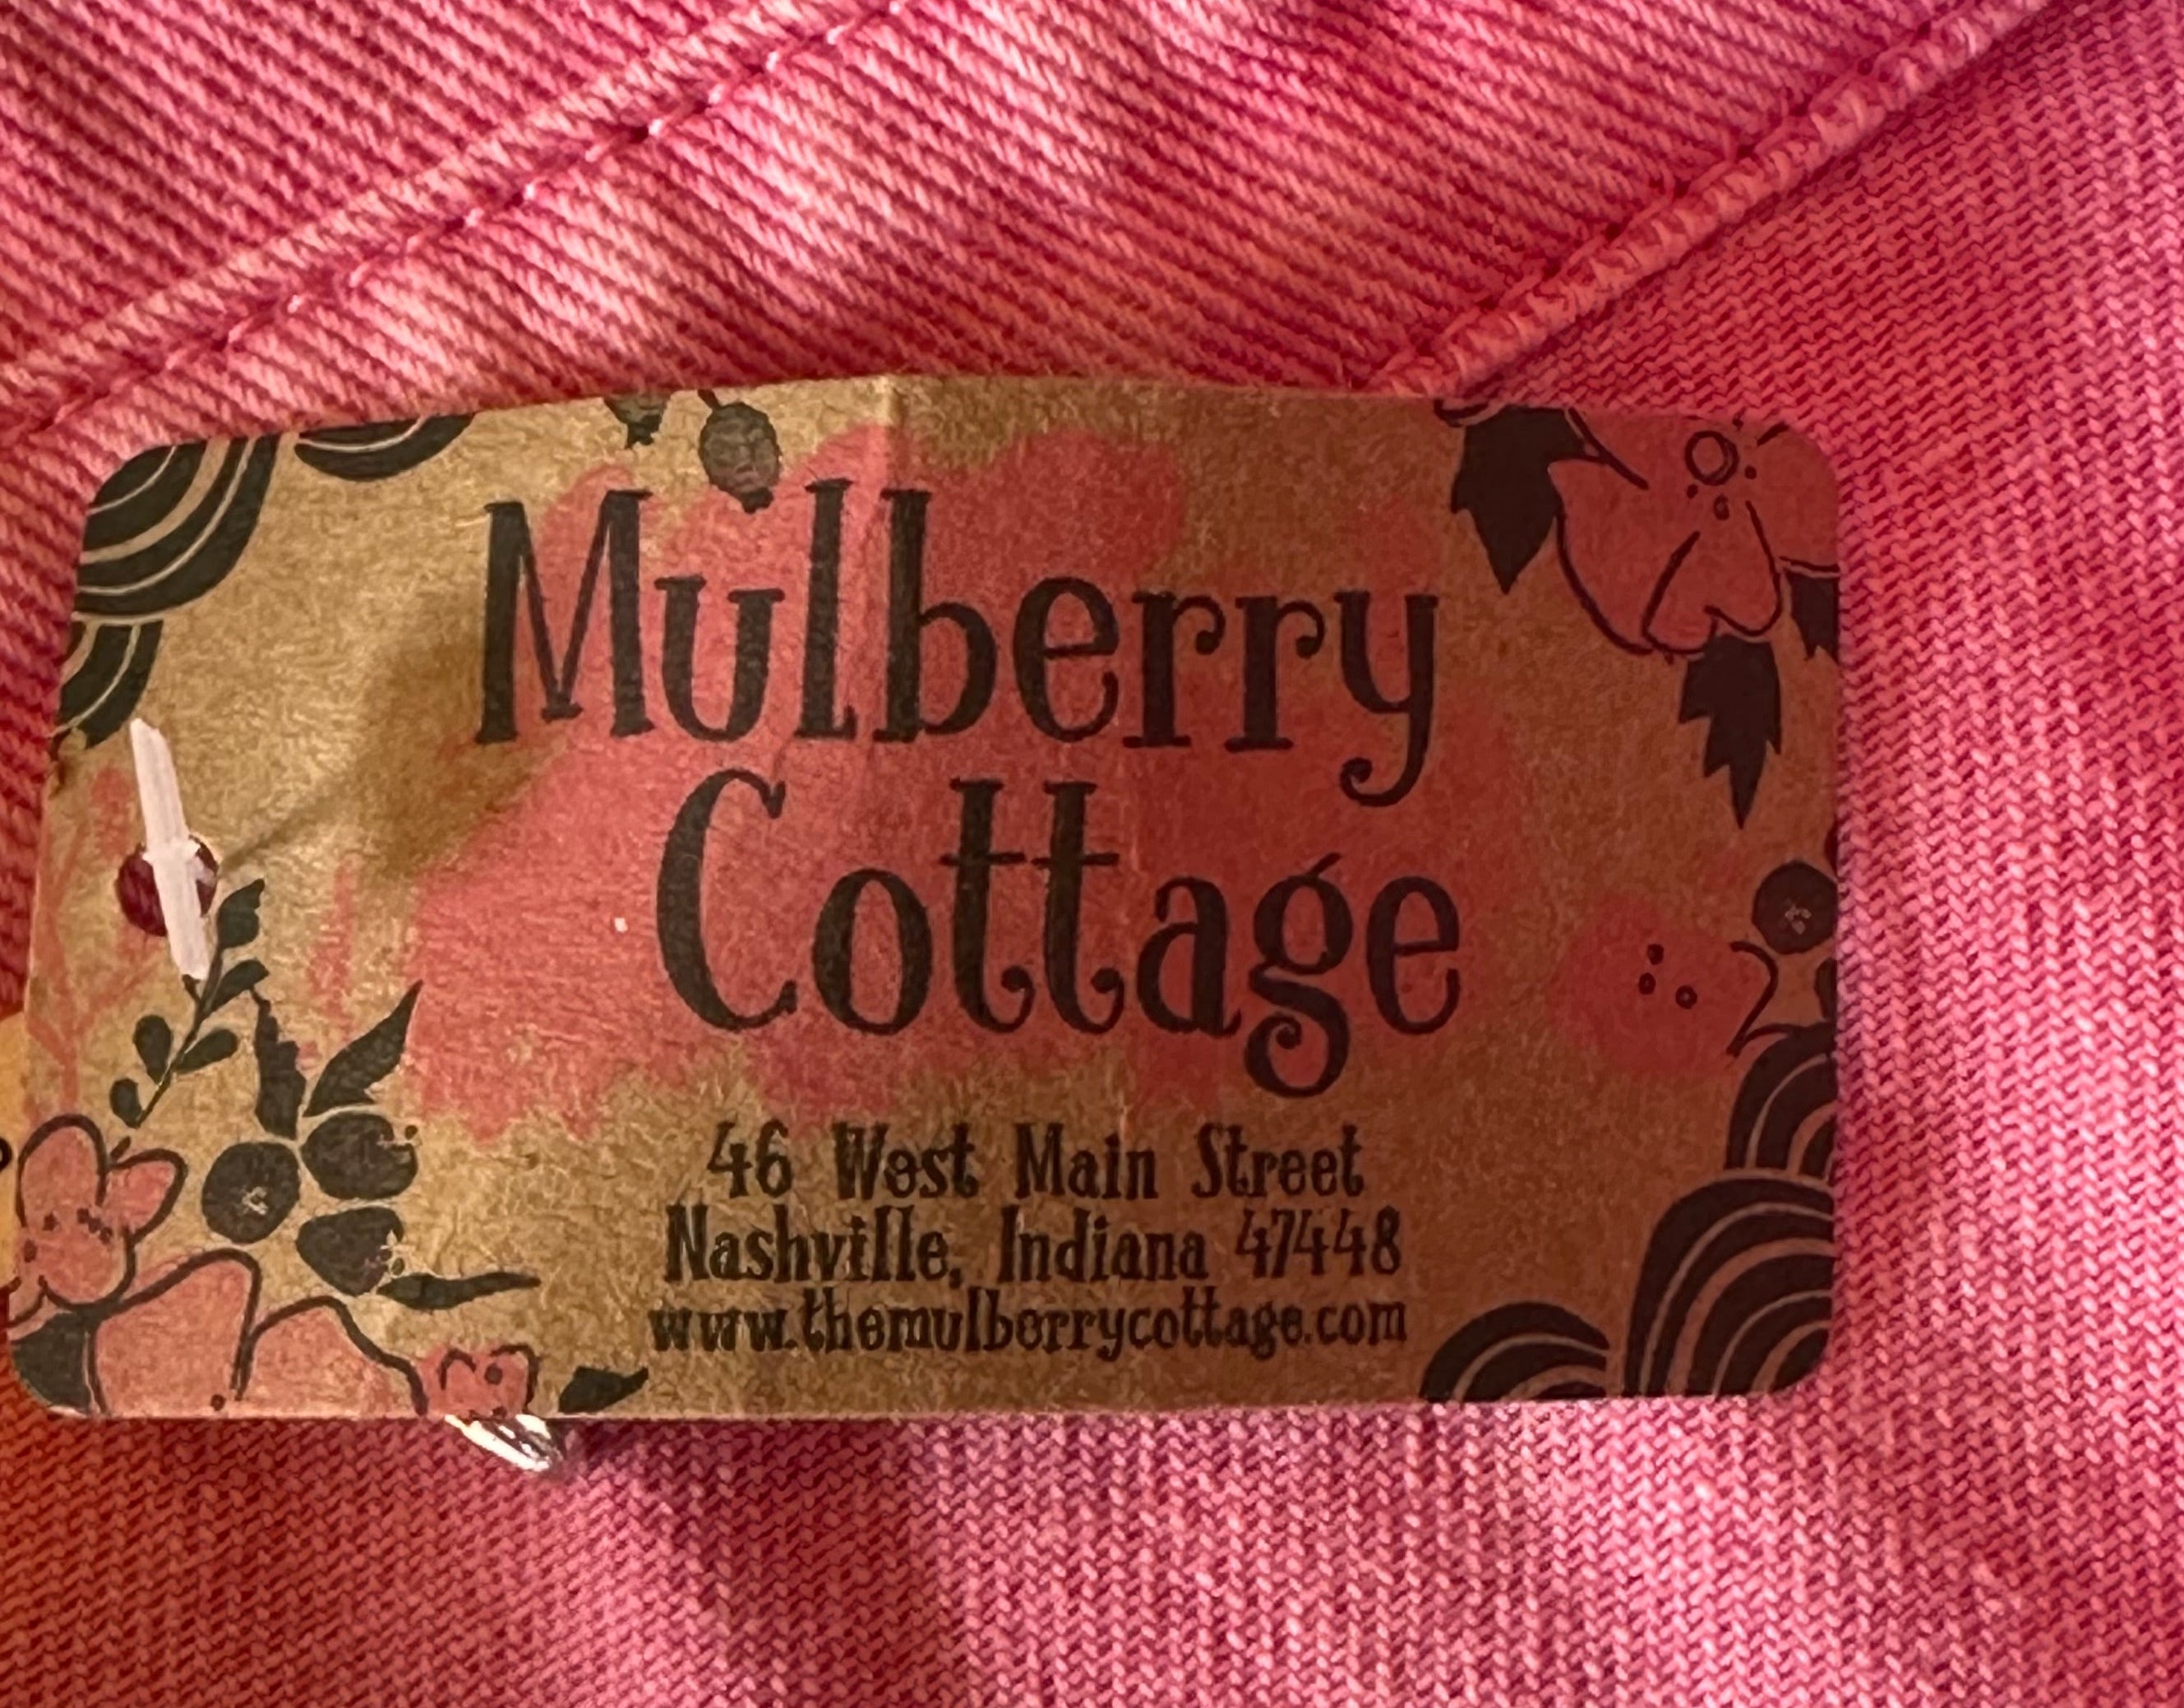 Mulberry
Cottage
46 West Main Street
Nashville, Indiana 47448
www.themulberrycottage.com